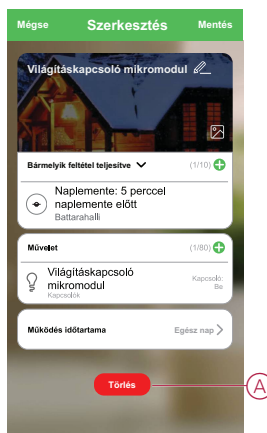 Mégse Szerkesztés Mentés
Világításkapcsoló mikromodul
Bármelyik feltétel teljesítve (1/10)
Naplemente: 5 perccel
naplemente előtt
Battarahalli
Művelet (1/80)
Világításkapcsoló
mikromodul
Kapcsolók
Kapcsoló:
Be
Működés időtartama Egész nap
Törlés
A